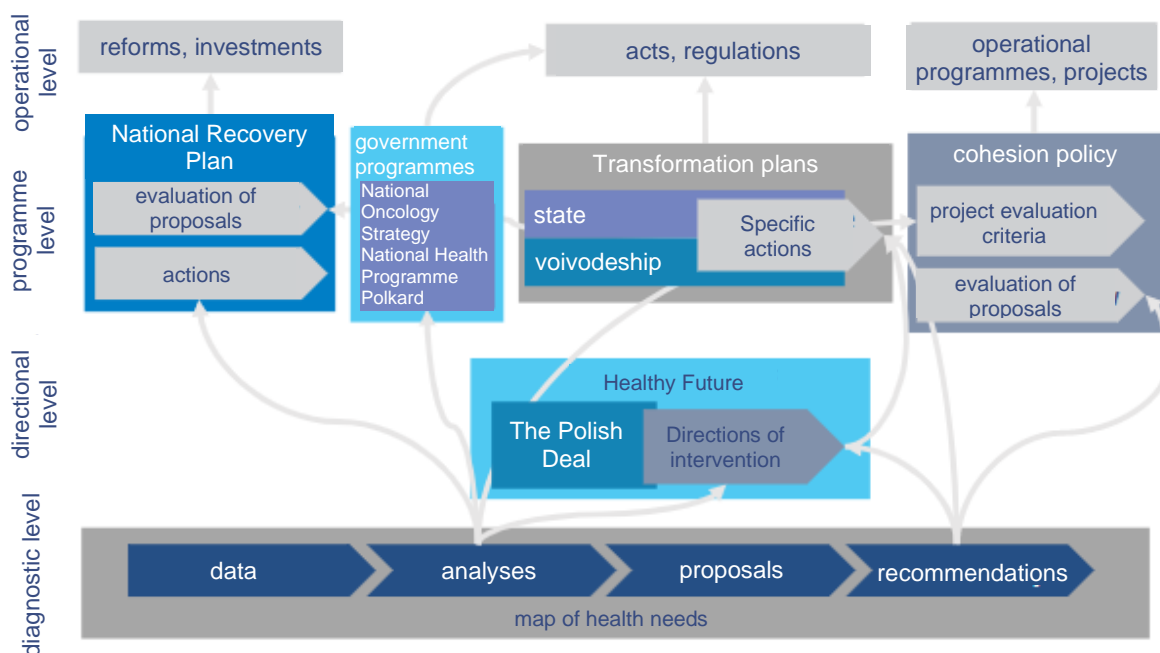 operational
level
reforms, investments
acts, regulations
operational
programmes, projects
programme
level
National Recovery
Plan
evaluation of
proposals
actions
government
programmes
National
Oncology
Strategy
National Health
Programme
Polkard
Transformation plans
state
voivodeship
Specific
actions
cohesion policy
project evaluation
criteria
evaluation of
proposals
directional
level
Healthy Future
The Polish
Deal
Directions of
intervention
diagnostic level
data
analyses
proposals
recommendations
map of health needs